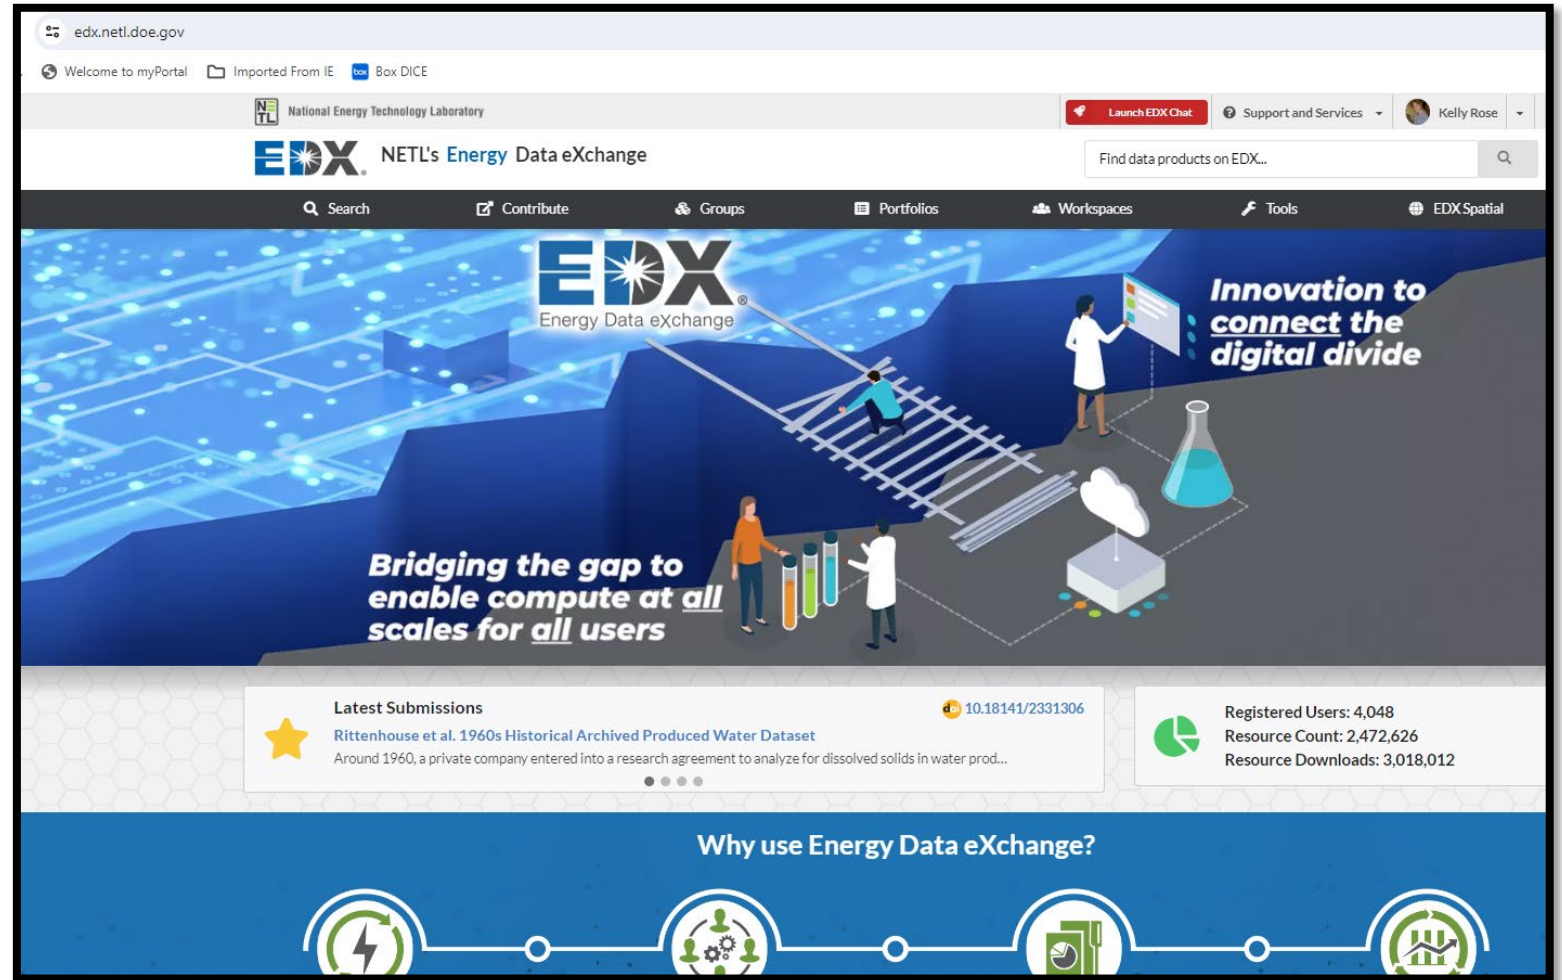 edx.netl.doe.gov
Welcome to myPortal Imported From IE box Box DICE
NETL National Energy Technology Laboratory Launch EDX Chat Support and Services Kelly Rose
EDX. NETL's Energy Data eXchange Find data products on EDX...
Search Contribute Groups Portfolios Workspaces Tools EDX Spatial
EDX®
Energy Data eXchange
Innovation to
connect the
digital divide
Bridging the gap to
enable compute at all
scales for all users
Latest Submissions doi 10.18141/2331306
Rittenhouse et al. 1960s Historical Archived Produced Water Dataset
Around 1960, a private company entered into a research agreement to analyze for dissolved solids in water prod...
Registered Users: 4,048
Resource Count: 2,472,626
Resource Downloads: 3,018,012
Why use Energy Data eXchange?